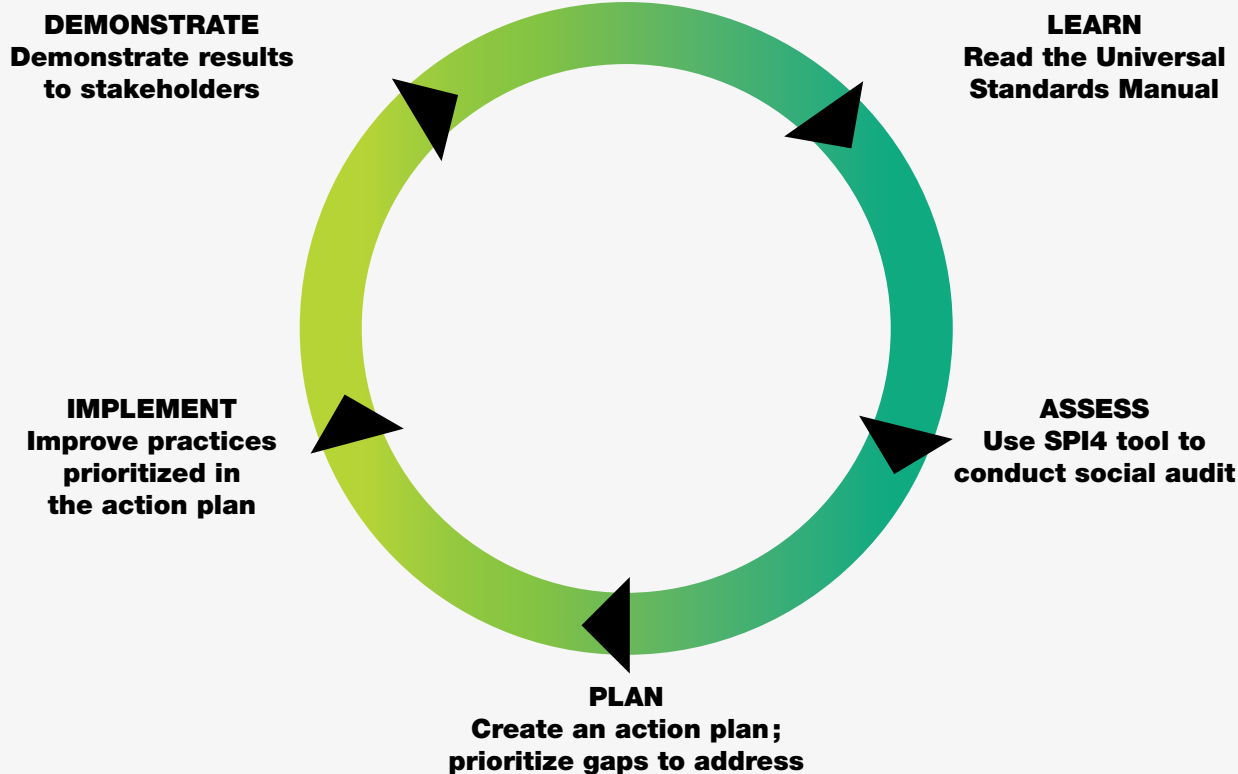 DEMONSTRATE
Demonstrate results
to stakeholders
LEARN
Read the Universal
Standards Manual
IMPLEMENT
Improve practices
prioritized in
the action plan
ASSESS
Use SPI4 tool to
conduct social audit
PLAN
Create an action plan;
prioritize gaps to address